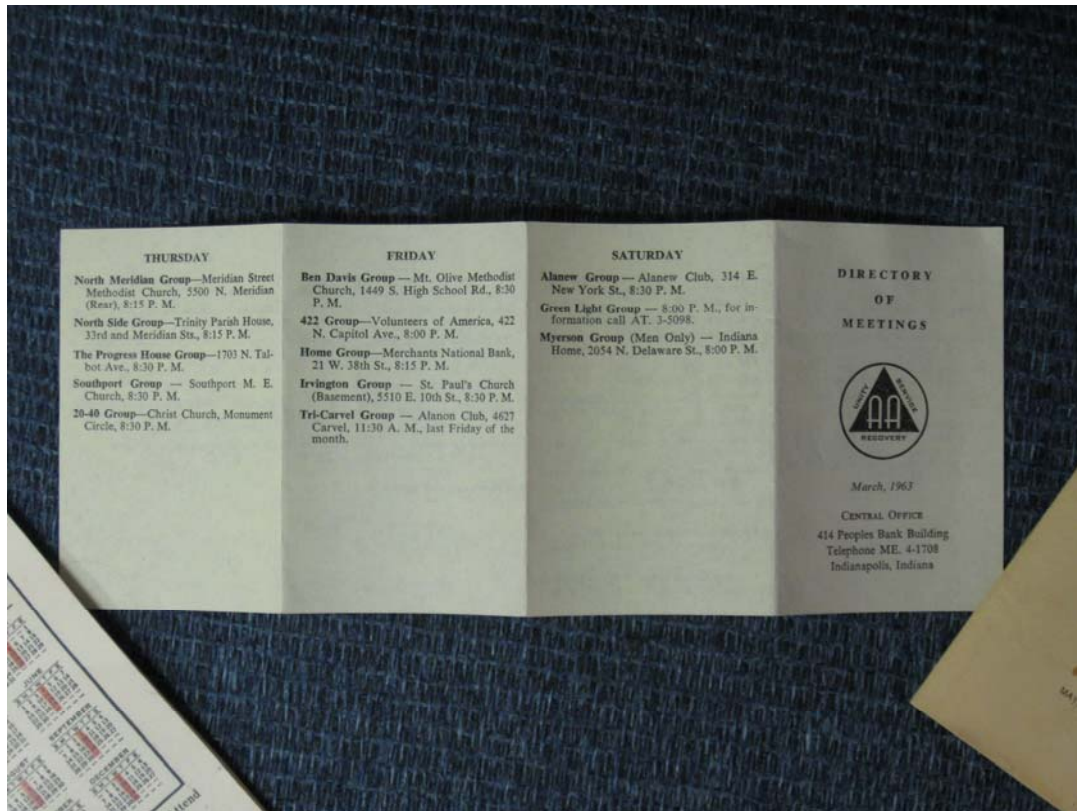 THURSDAY
North Meridian Group—Meridian Street
Methodist Church, 5500 N. Meridian
(Rear), 8:15 P. M.
North Side Group—Trinity Parish House,
33rd and Meridian Sts., 8:15 P. M.
The Progress House Group—1703 N. Tal-
bot Ave., 8:30 P. M.
Southport Group — Southport M. E.
Church, 8:30 P. M.
20-40 Group—Christ Church, Monument
Circle, 8:30 P. M.
FRIDAY
Ben Davis Group — Mt. Olive Methodist
Church, 1449 S. High School Rd., 8:30
P. M.
422 Group—Volunteers of America, 422
N. Capitol Ave., 8:00 P. M.
Home Group—Merchants National Bank,
21 W. 38th St., 8:15 P. M.
Irvington Group — St. Paul's Church
(Basement), 5510 E. 10th St., 8:30 P. M.
Tri-Carvel Group — Alanon Club, 4627
Carvel, 11:30 A. M., last Friday of the
month.
SATURDAY
Alanew Group — Alanew Club, 314 E.
New York St., 8:30 P. M.
Green Light Group — 8:00 P. M., for in-
formation call AT. 3-5098.
Myerson Group (Men Only) — Indiana
Home, 2054 N. Delaware St., 8:00 P. M.
DIRECTORY
OF
MEETINGS
UNITY
SERVICE
AA
RECOVERY
March, 1963
CENTRAL OFFICE
414 Peoples Bank Building
Telephone ME. 4-1708
Indianapolis, Indiana
JUNE
SEPTEMBER
DECEMBER